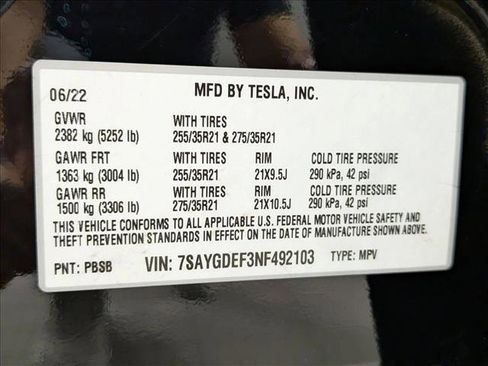 06/22 MFD BY TESLA, INC.
GVWR WITH TIRES
2382 kg (5252 lb) 255/35R21 & 275/35R21
GAWR FRT WITH TIRES RIM COLD TIRE PRESSURE
1363 kg (3004 lb) 255/35R21 21X9.5J 290 kPa, 42 psi
GAWR RR WITH TIRES RIM COLD TIRE PRESSURE
1500 kg (3306 lb) 275/35R21 21X10.5J 290 kPa, 42 psi
THIS VEHICLE CONFORMS TO ALL APPLICABLE U.S. FEDERAL MOTOR VEHICLE SAFETY AND
THEFT PREVENTION STANDARDS IN EFFECT ON THE DATE OF MANUFACTURE SHOWN ABOVE.
PNT: PBSB VIN: 7SAYGDEF3NF492103 TYPE: MPV